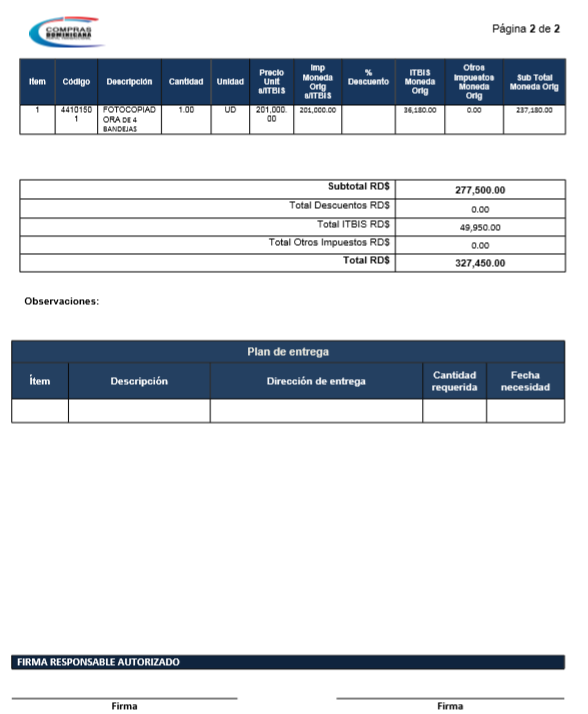 COMPRAS
DOMINICANA
Página 2 de 2
Item Código Descripción Cantidad Unidad Precio Unit s/ITBIS Imp Moneda Orig s/ITBIS % Descuento ITBIS Moneda Orig Otros Impuestos Moneda Orig Sub Total Moneda Orig
1 44101501 FOTOCOPIADORA DE 4 BANDEJAS 1.00 UD 201,000.00 201,000.00 36,180.00 0.00 237,180.00
Subtotal RD$ 277,500.00
Total Descuentos RD$ 0.00
Total ITBIS RD$ 49,950.00
Total Otros Impuestos RD$ 0.00
Total RD$ 327,450.00
Observaciones:
Plan de entrega
Ítem Descripción Dirección de entrega Cantidad requerida Fecha necesidad
FIRMA RESPONSABLE AUTORIZADO
Firma Firma